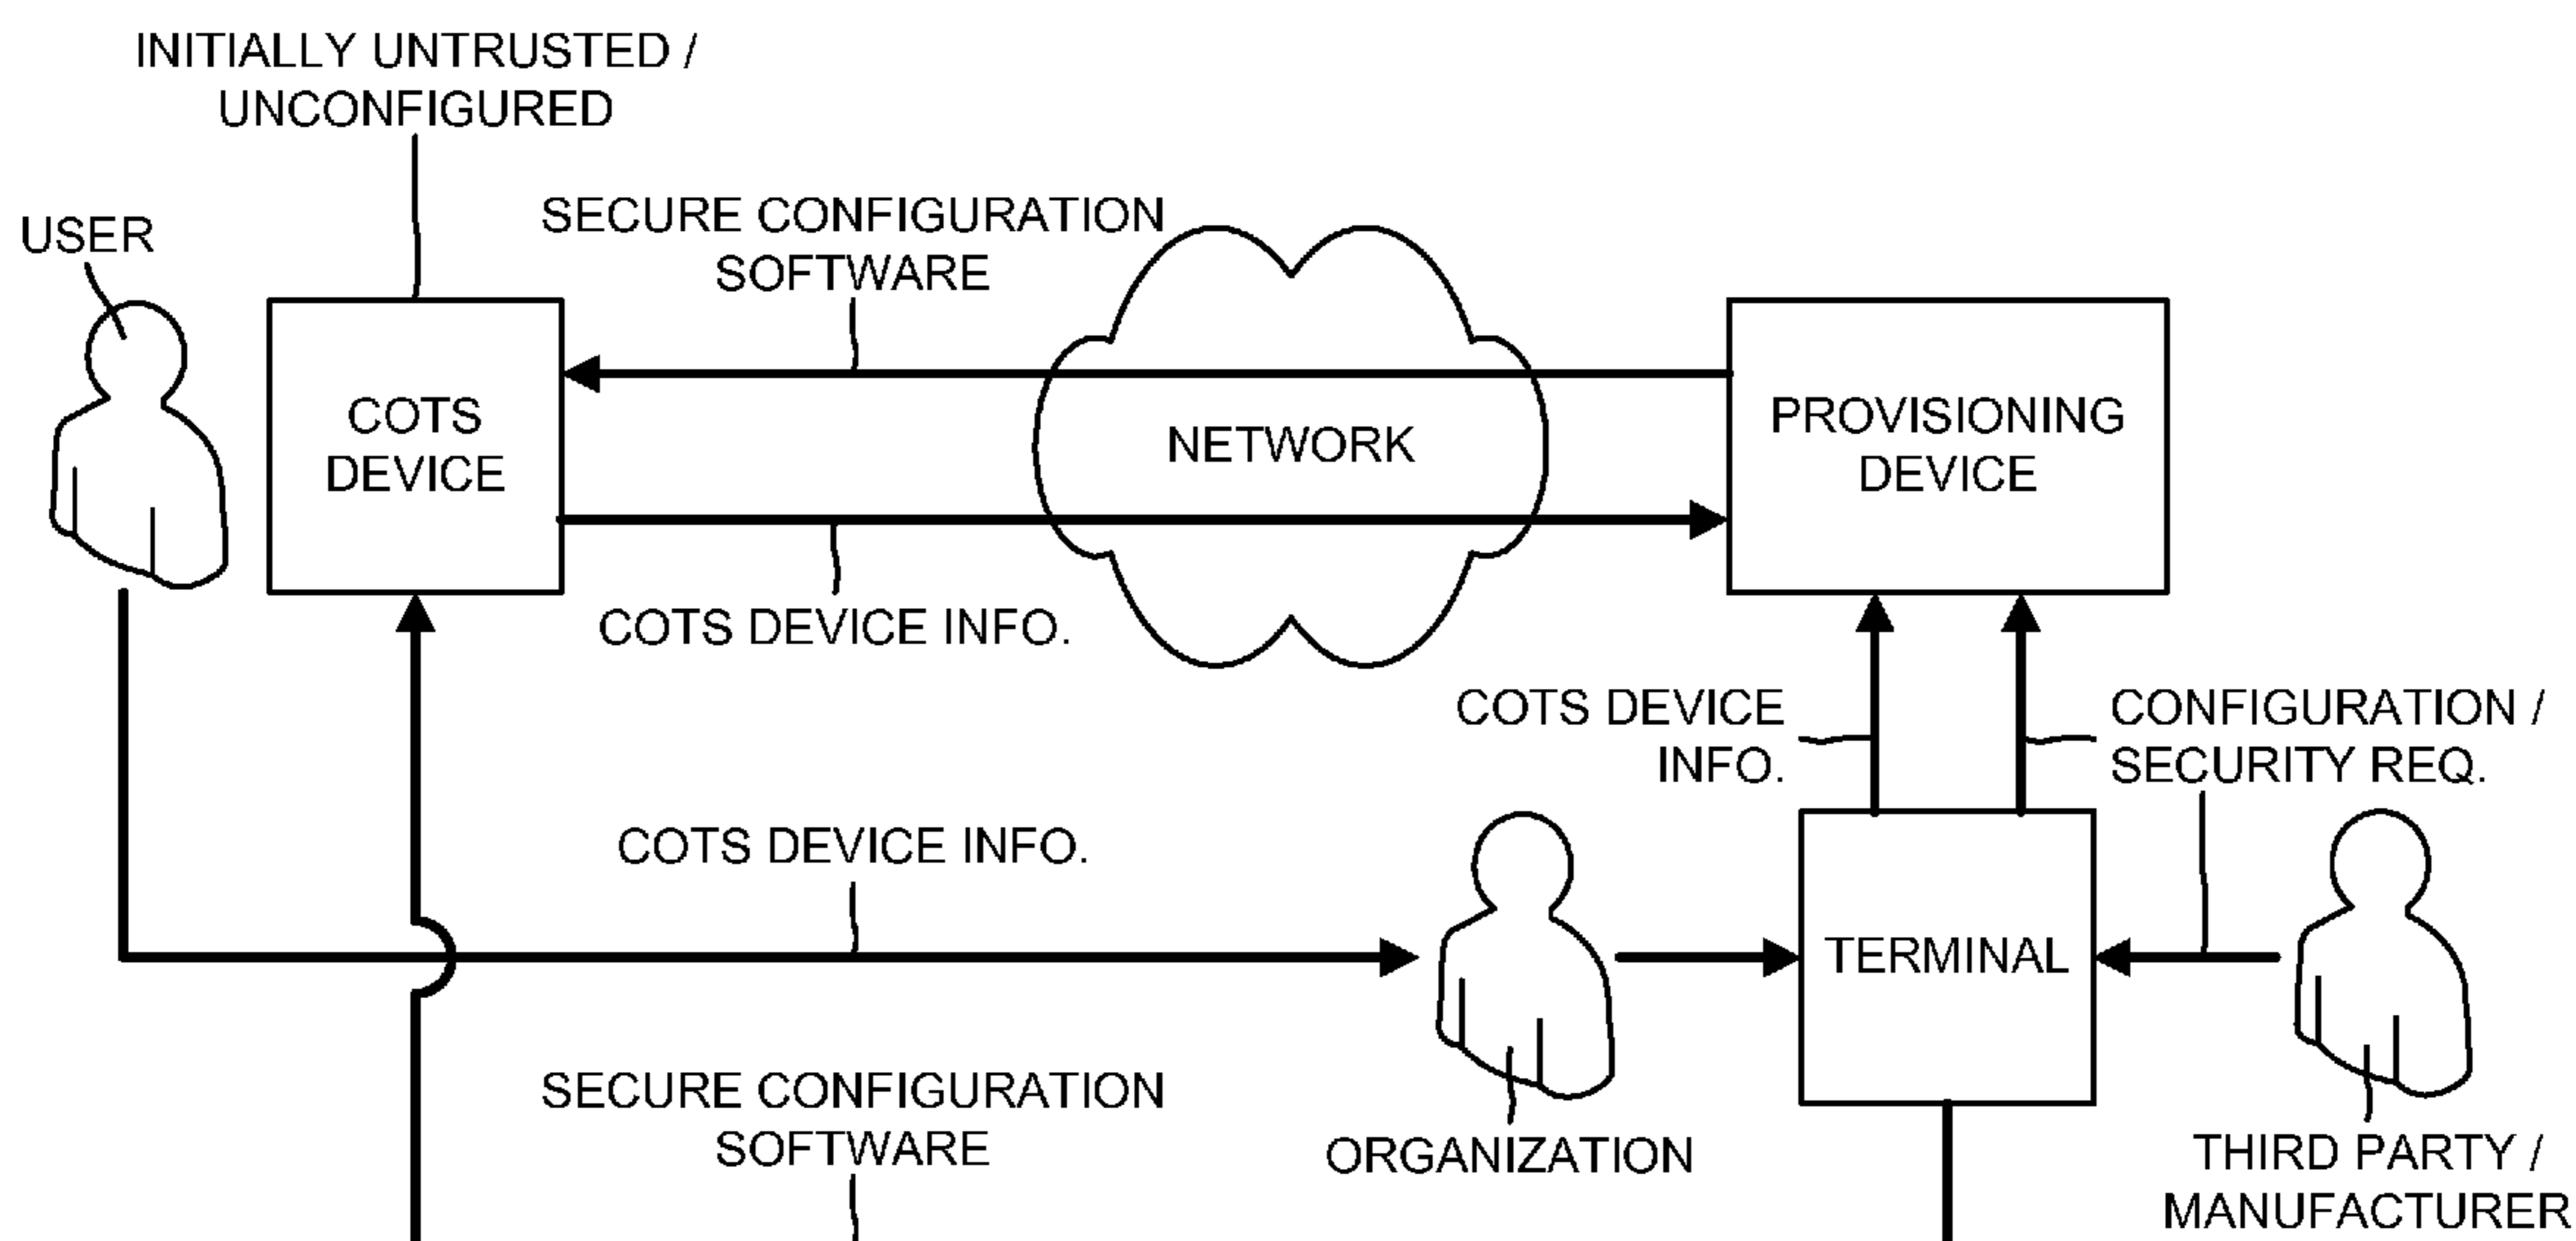 INITIALLY UNTRUSTED /
UNCONFIGURED
USER
SECURE CONFIGURATION
SOFTWARE
COTS
DEVICE
NETWORK
PROVISIONING
DEVICE
COTS DEVICE INFO.
COTS DEVICE
INFO.
CONFIGURATION /
SECURITY REQ.
COTS DEVICE INFO.
TERMINAL
SECURE CONFIGURATION
SOFTWARE
ORGANIZATION
THIRD PARTY /
MANUFACTURER